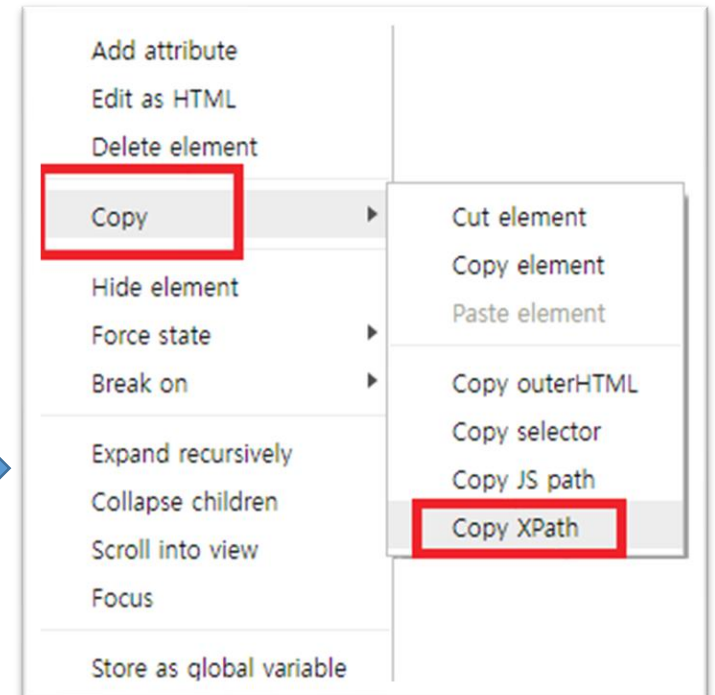 Add attribute
Edit as HTML
Delete element
Copy
Hide element
Force state
Break on
Expand recursively
Collapse children
Scroll into view
Focus
Store as global variable
Cut element
Copy element
Paste element
Copy outerHTML
Copy selector
Copy JS path
Copy XPath